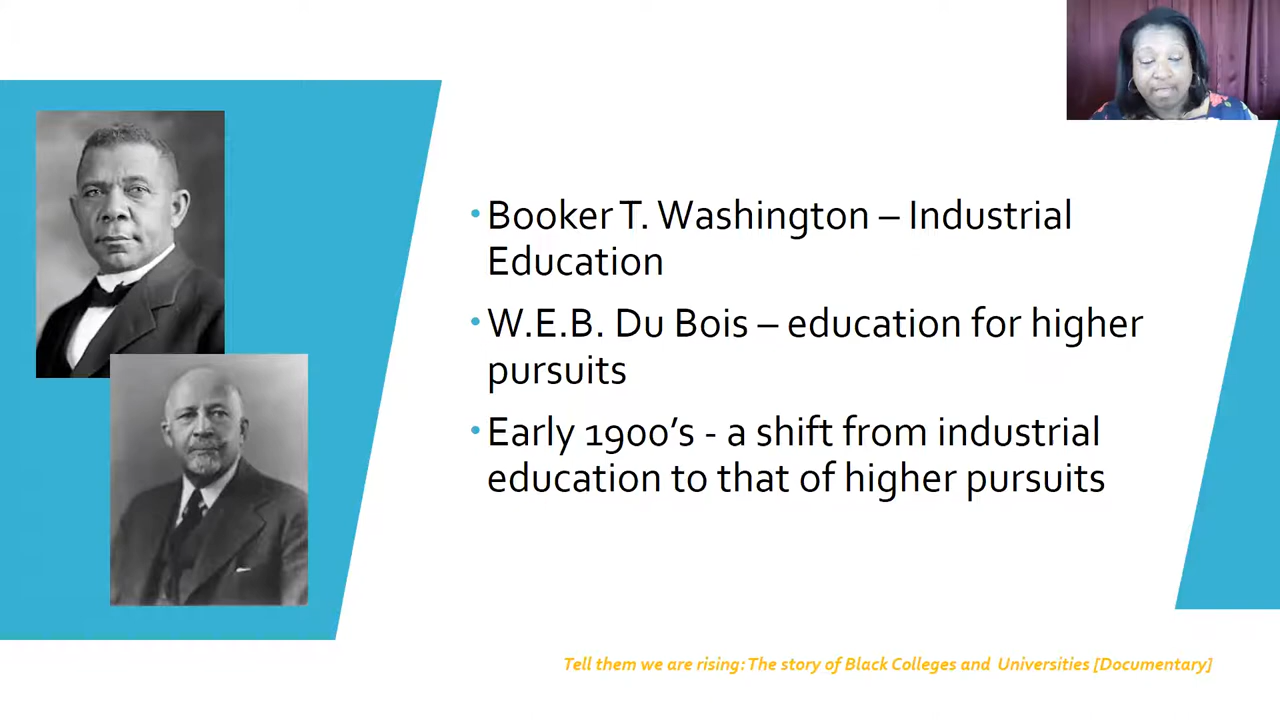 • Booker T. Washington – Industrial
Education
• W.E.B. Du Bois – education for higher
pursuits
• Early 1900’s - a shift from industrial
education to that of higher pursuits
Tell them we are rising: The story of Black Colleges and Universities [Documentary]